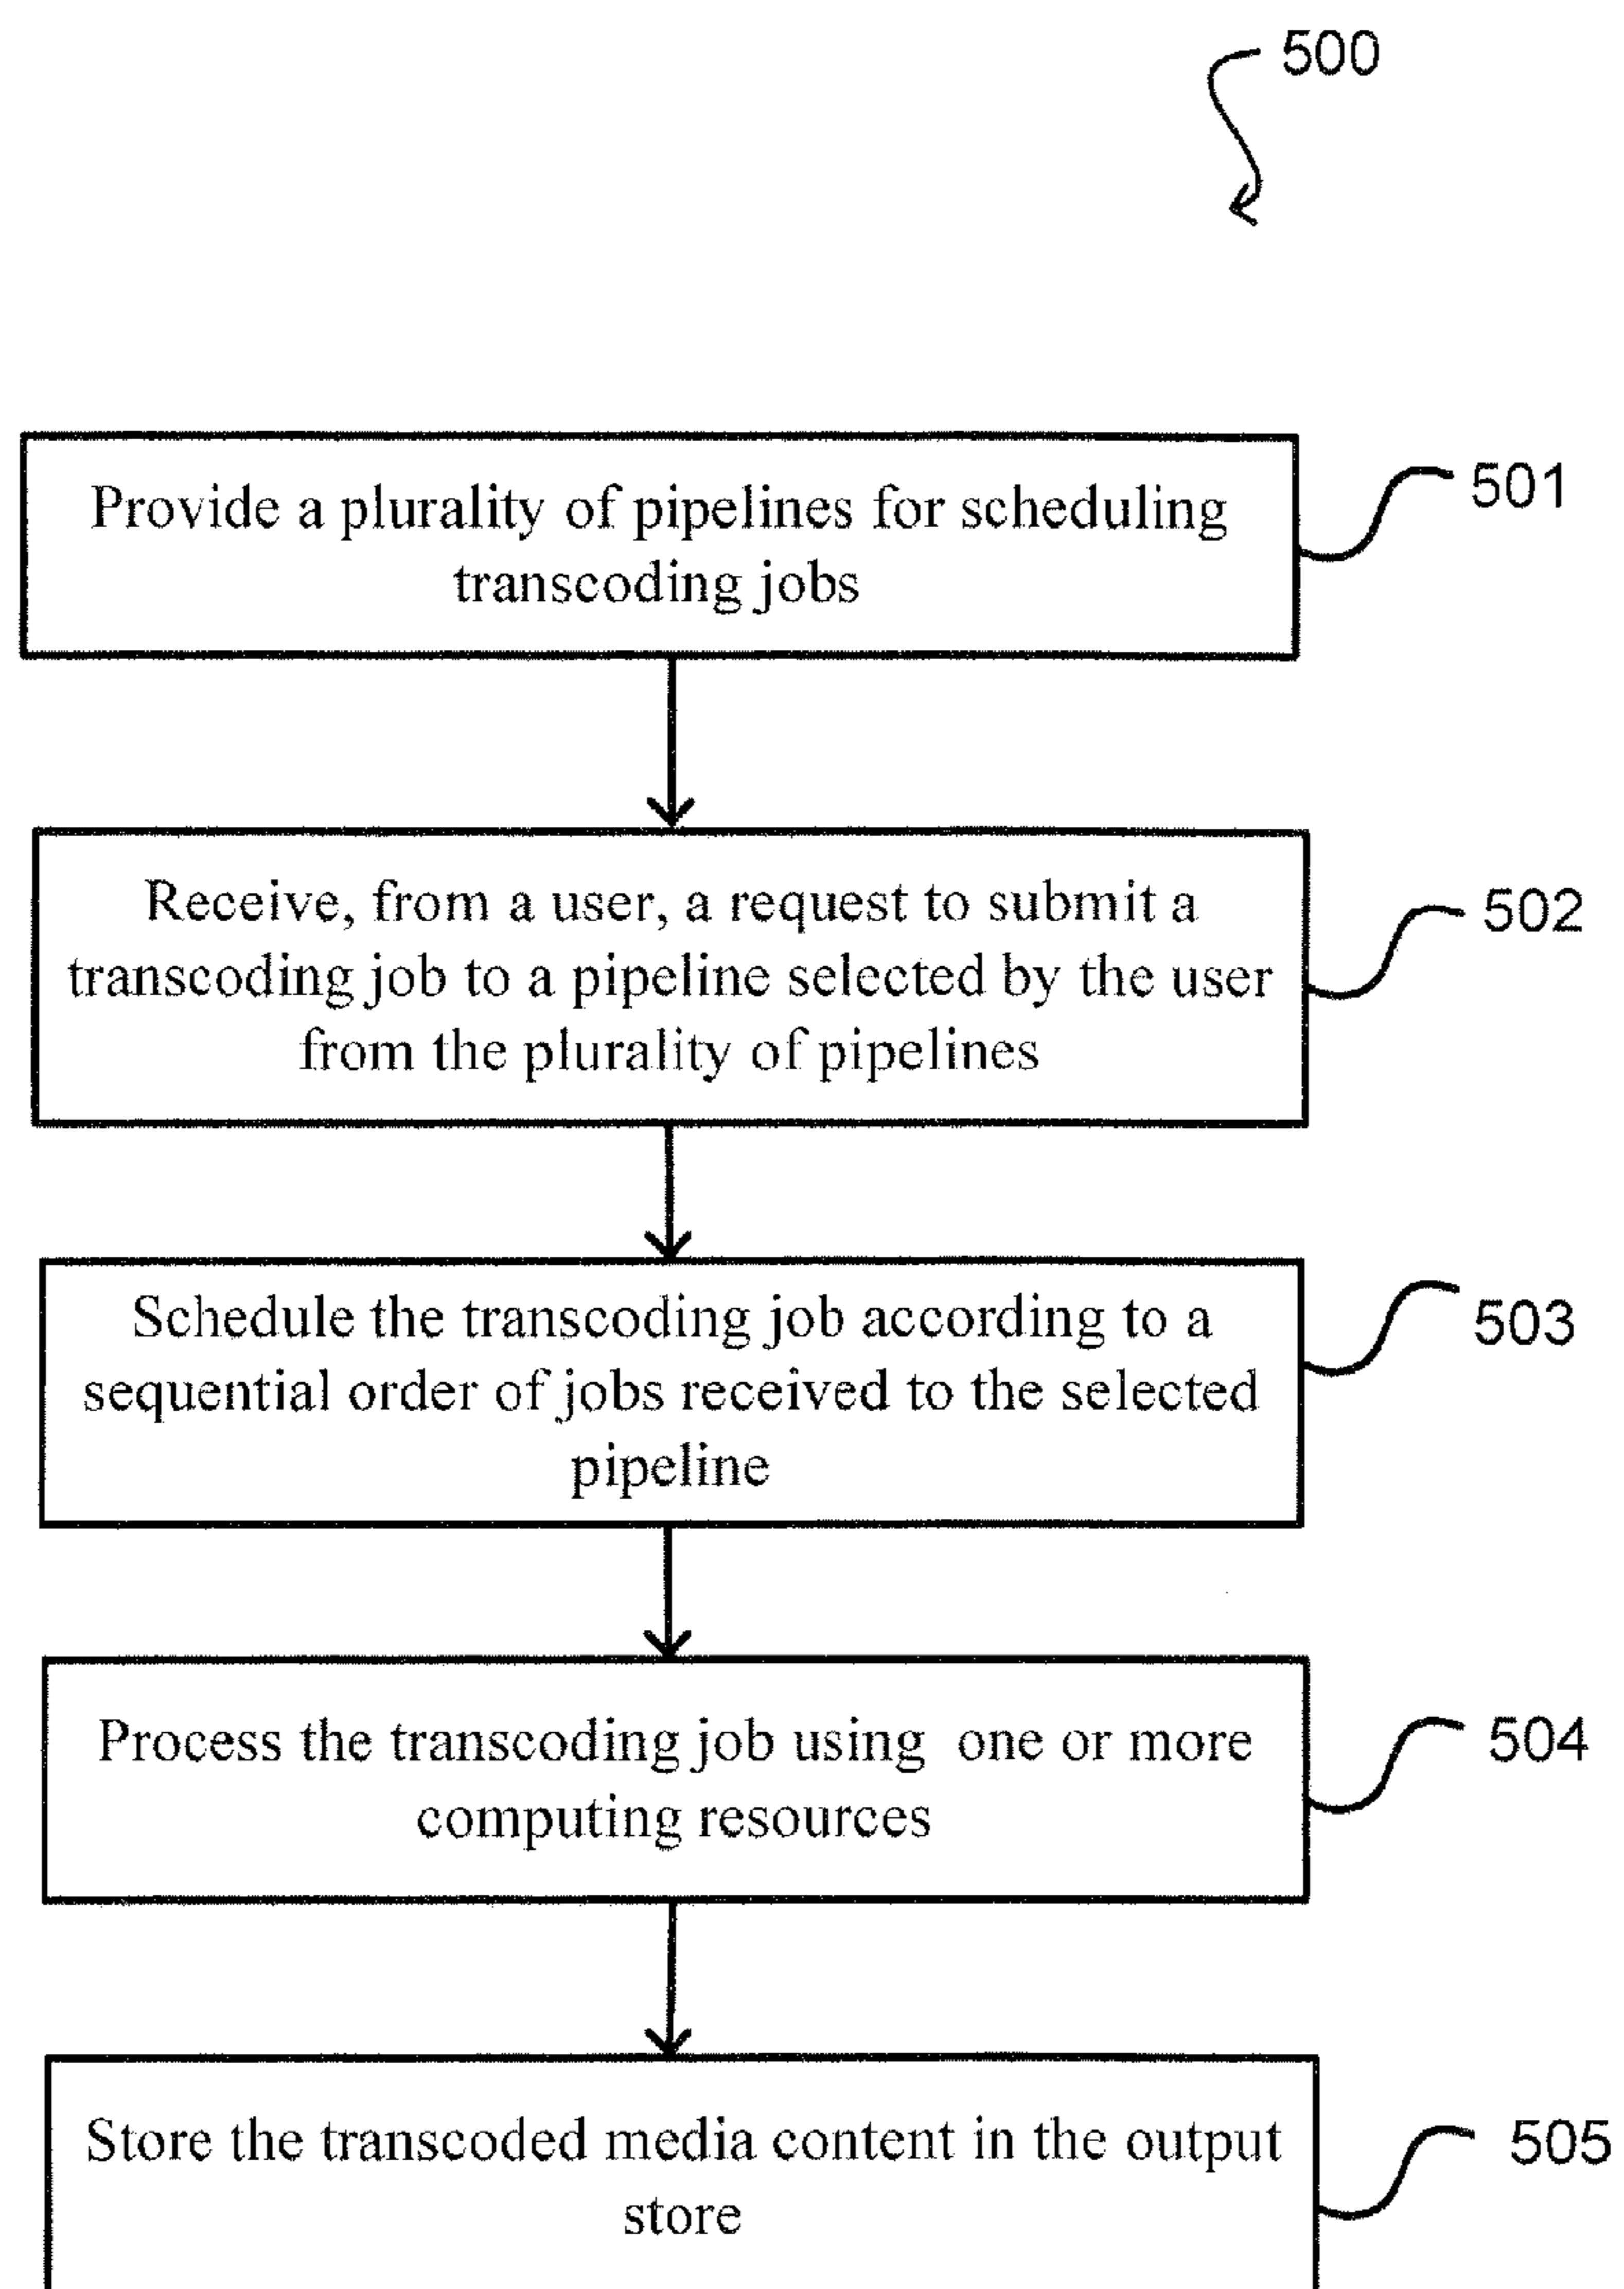 500
Provide a plurality of pipelines for scheduling
transcoding jobs
501
Receive, from a user, a request to submit a
transcoding job to a pipeline selected by the user
from the plurality of pipelines
502
Schedule the transcoding job according to a
sequential order of jobs received to the selected
pipeline
503
Process the transcoding job using one or more
computing resources
504
Store the transcoded media content in the output
store
505